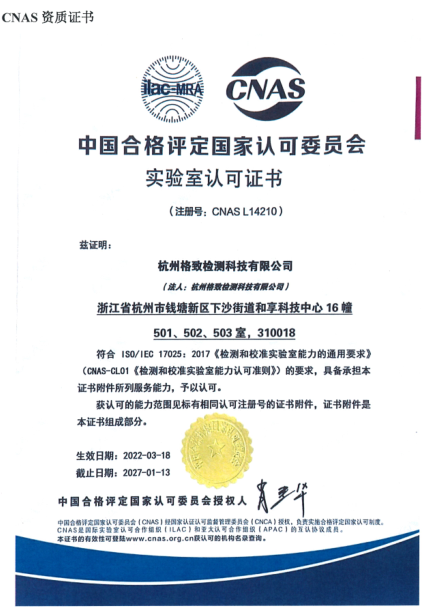 CNAS 资质证书
ilac-MRA
CNAS
中国合格评定国家认可委员会
实验室认可证书
（注册号：CNAS L14210）
兹证明：
杭州格致检测科技有限公司
（法人：杭州格致检测科技有限公司）
浙江省杭州市钱塘新区下沙街道和享科技中心 16 幢
501、502、503 室，310018
符合 ISO/IEC 17025：2017《检测和校准实验室能力的通用要求》
（CNAS-CL01《检测和校准实验室能力认可准则》）的要求，具备承担本
证书附件所列服务能力，予以认可。
获认可的能力范围见标有相同认可注册号的证书附件，证书附件是
本证书组成部分。
生效日期：2022-03-18
截止日期：2027-01-13
中国合格评定国家认可委员会授权人
中国合格评定国家认可委员会（CNAS）经国家认证认可监督管理委员会（CNCA）授权，负责实施合格评定国家认可制度。
CNAS是国际实验室认可合作组织（ILAC）和亚太认可合作组织（APAC）的互认协议成员。
本证书的有效性可登陆www.cnas.org.cn获认可的机构名录查询。